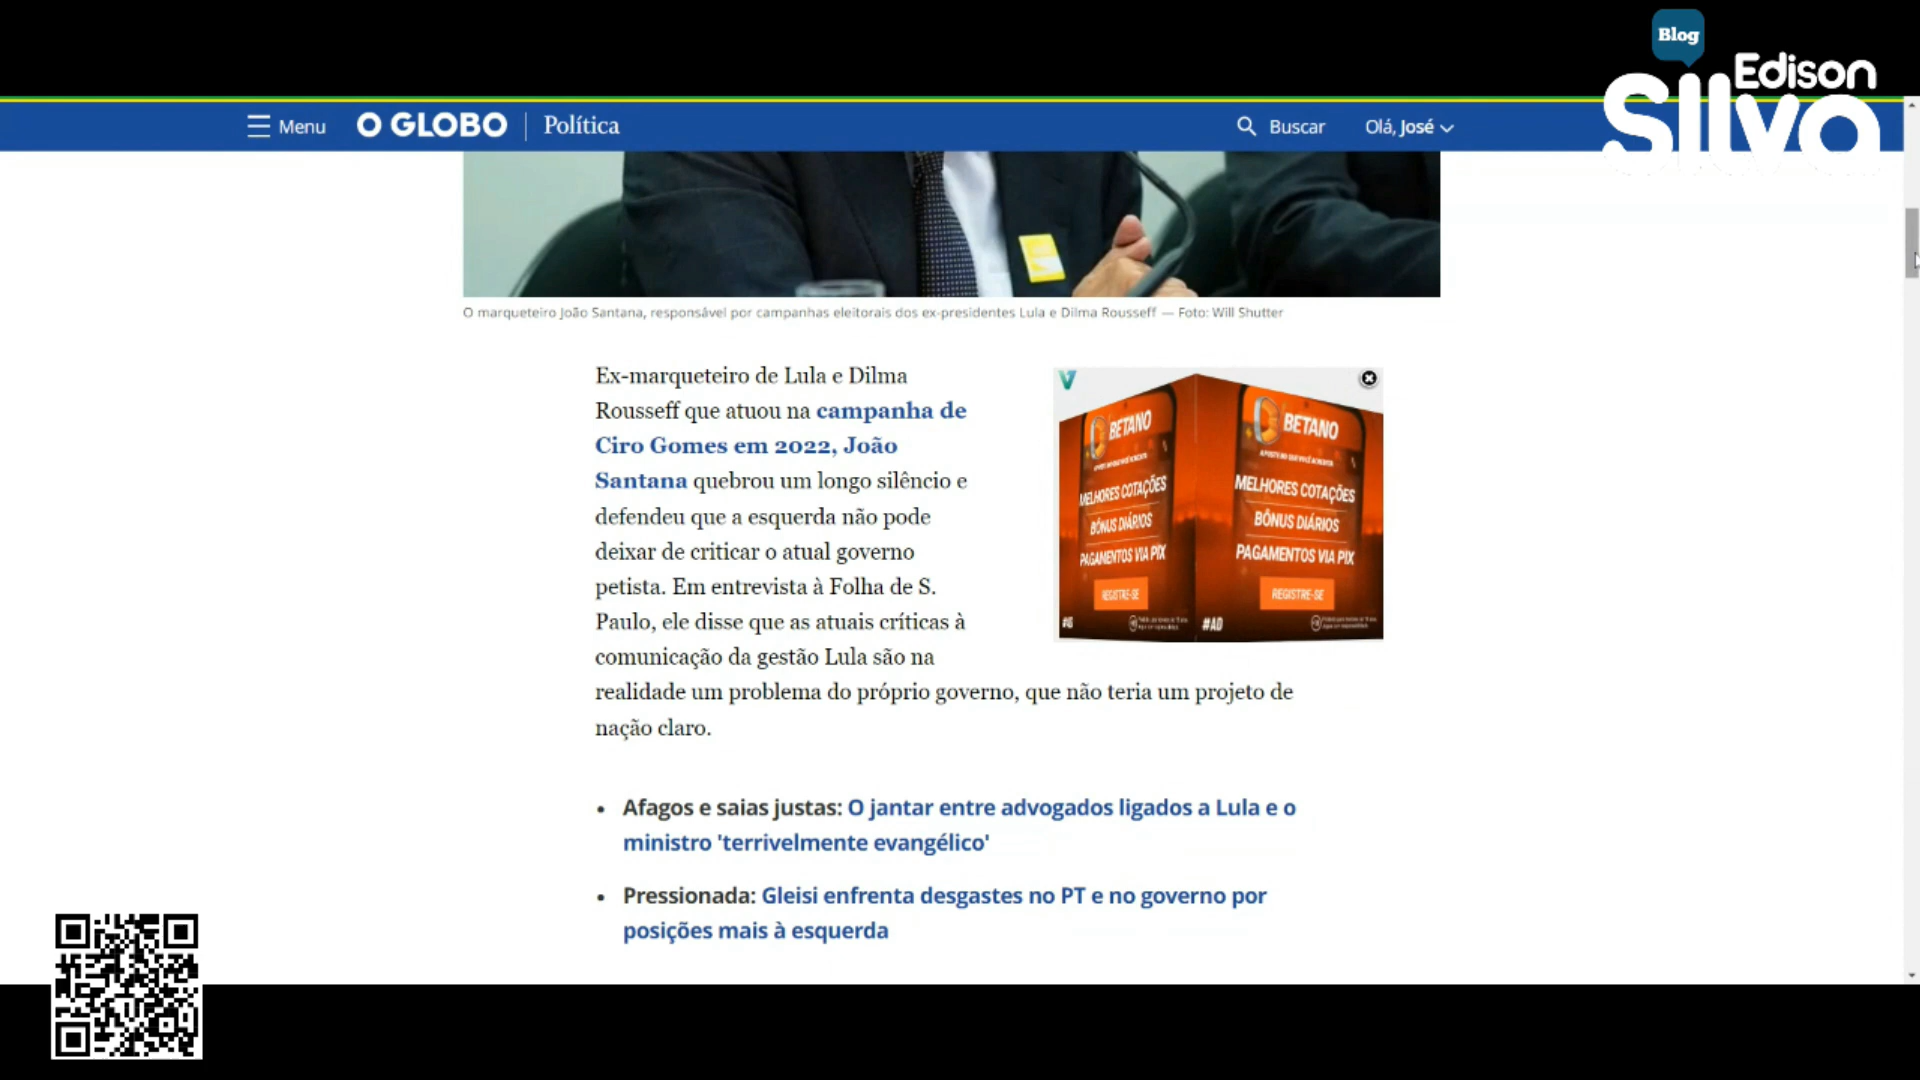 Blog
Edison
Silva
Menu
O GLOBO
Política
Buscar
Olá, José
O marqueteiro João Santana, responsável por campanhas eleitorais dos ex-presidentes Lula e Dilma Rousseff — Foto: Will Shutter
Ex-marqueteiro de Lula e Dilma
Rousseff que atuou na campanha de
Ciro Gomes em 2022, João
Santana quebrou um longo silêncio e
defendeu que a esquerda não pode
deixar de criticar o atual governo
petista. Em entrevista à Folha de S.
Paulo, ele disse que as atuais críticas à
comunicação da gestão Lula são na
realidade um problema do próprio governo, que não teria um projeto de
nação claro.
BETANO
MELHORES COTAÇÕES
BÔNUS DIÁRIOS
PAGAMENTOS VIA PIX
REGISTRE-SE
BETANO
MELHORES COTAÇÕES
BÔNUS DIÁRIOS
PAGAMENTOS VIA PIX
REGISTRE-SE
#AD
• Afagos e saias justas: O jantar entre advogados ligados a Lula e o
ministro 'terrivelmente evangélico'
• Pressionada: Gleisi enfrenta desgastes no PT e no governo por
posições mais à esquerda